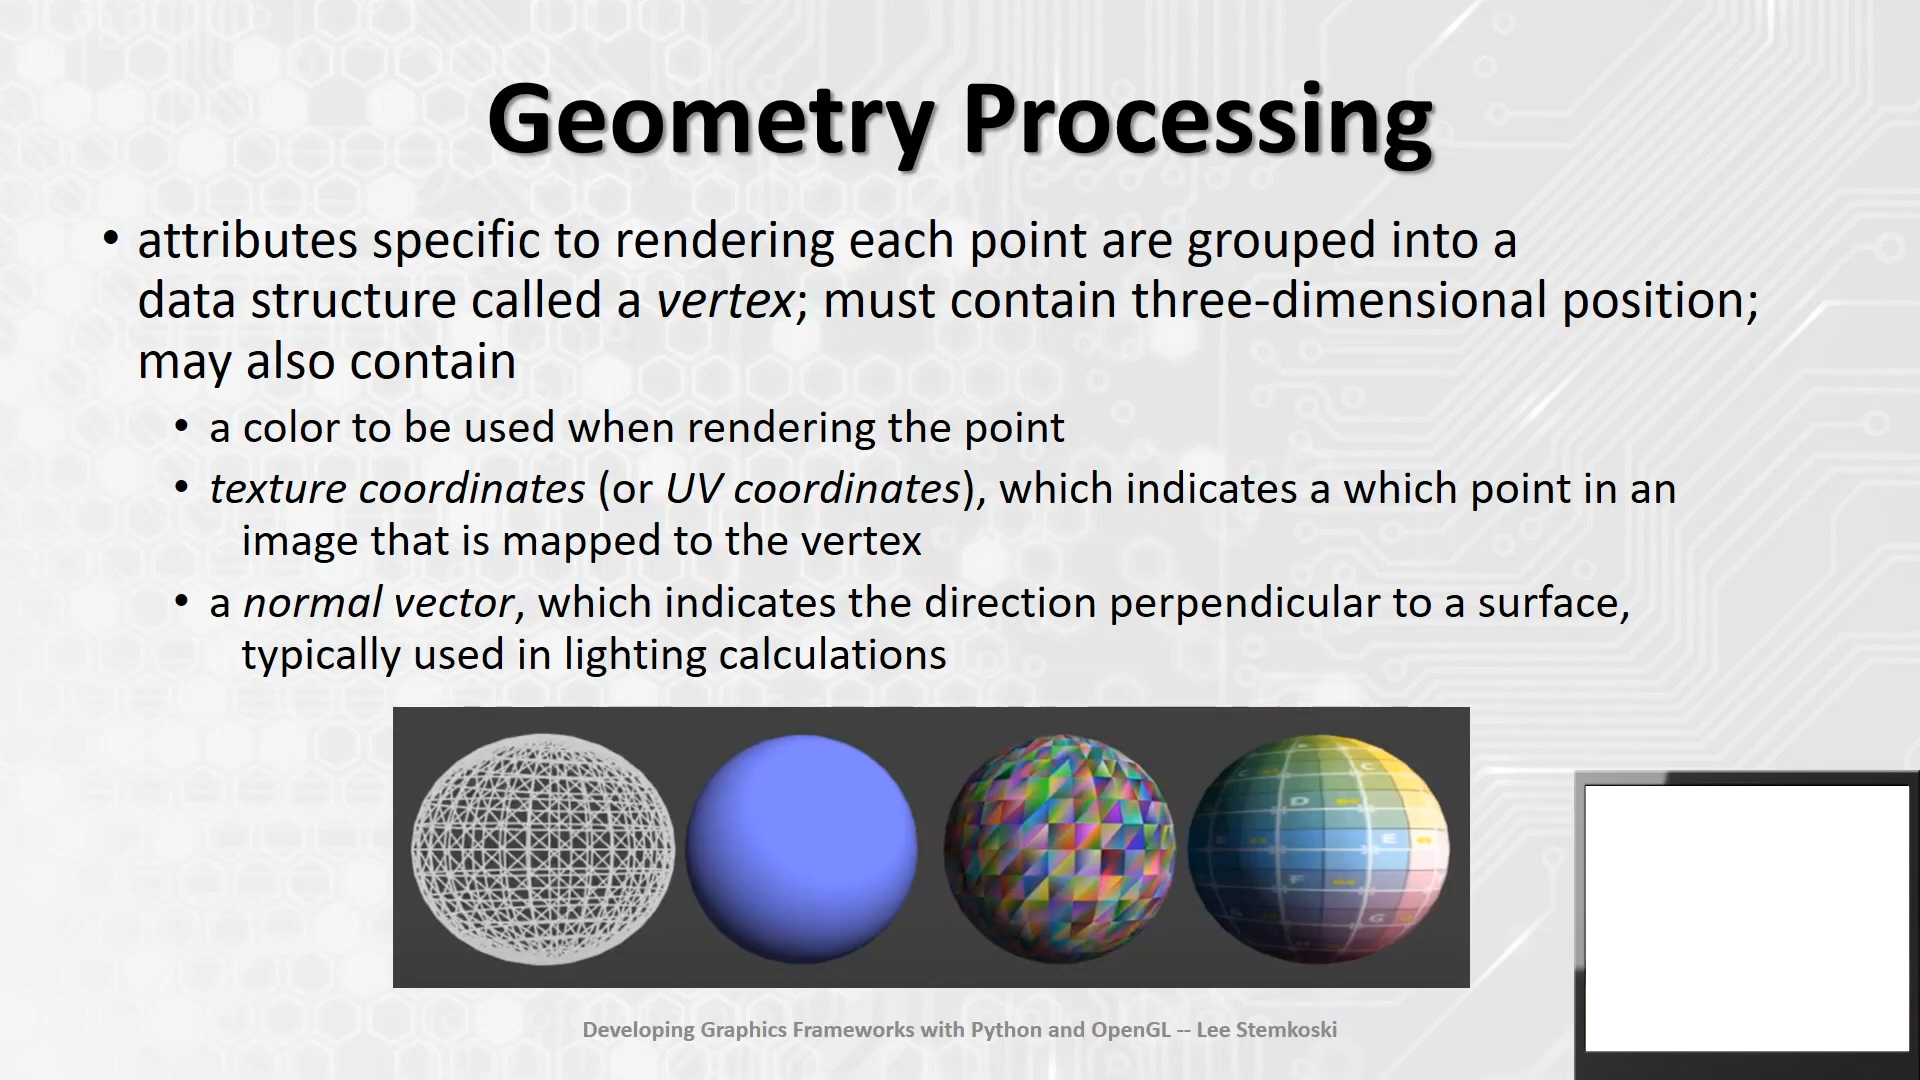 Geometry Processing
• attributes specific to rendering each point are grouped into a
data structure called a vertex; must contain three-dimensional position;
may also contain
• a color to be used when rendering the point
• texture coordinates (or UV coordinates), which indicates a which point in an
image that is mapped to the vertex
• a normal vector, which indicates the direction perpendicular to a surface,
typically used in lighting calculations
C
D
E
E
F
G
G
Developing Graphics Frameworks with Python and OpenGL -- Lee Stemkoski